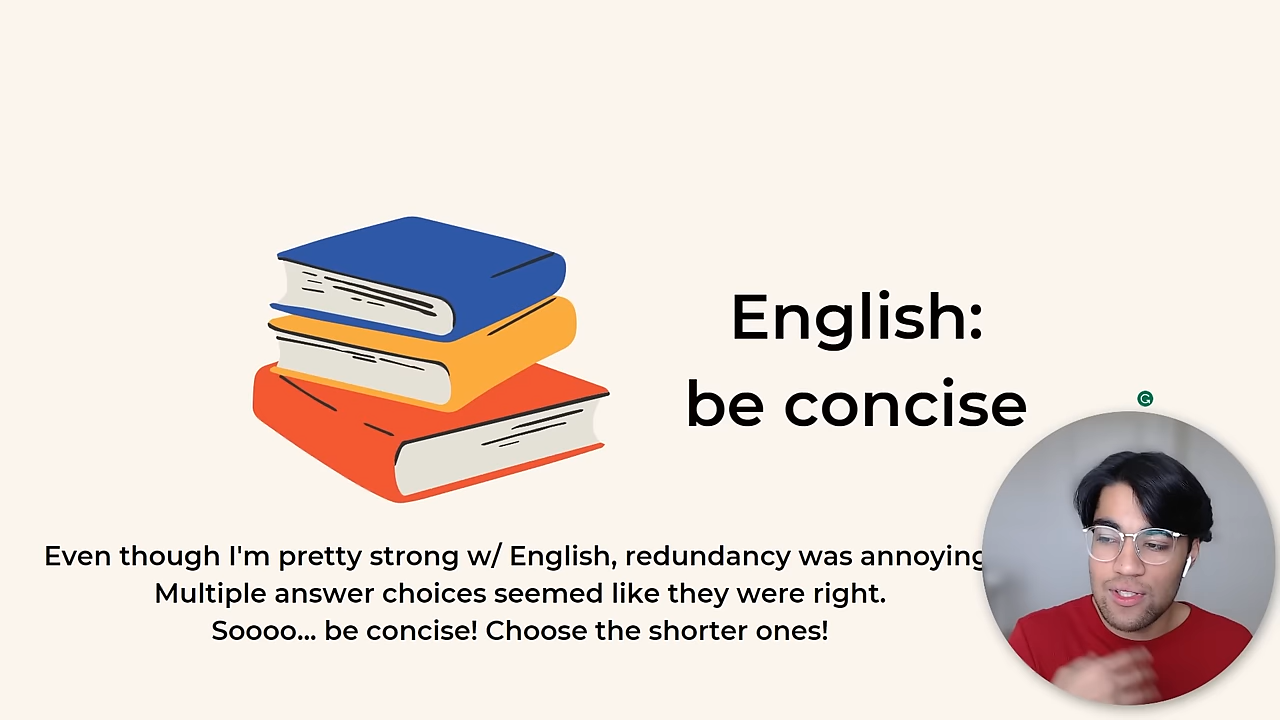 English:
be concise
Even though I'm pretty strong w/ English, redundancy was annoying
Multiple answer choices seemed like they were right.
Soooo... be concise! Choose the shorter ones!